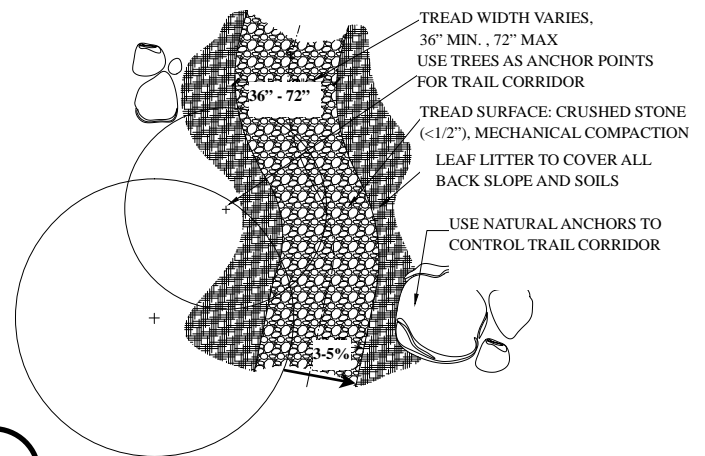 TREAD WIDTH VARIES,
36” MIN. , 72” MAX
USE TREES AS ANCHOR POINTS
FOR TRAIL CORRIDOR
36” - 72”
TREAD SURFACE: CRUSHED STONE
(<1/2”), MECHANICAL COMPACTION
LEAF LITTER TO COVER ALL
BACK SLOPE AND SOILS
USE NATURAL ANCHORS TO
CONTROL TRAIL CORRIDOR
3-5%